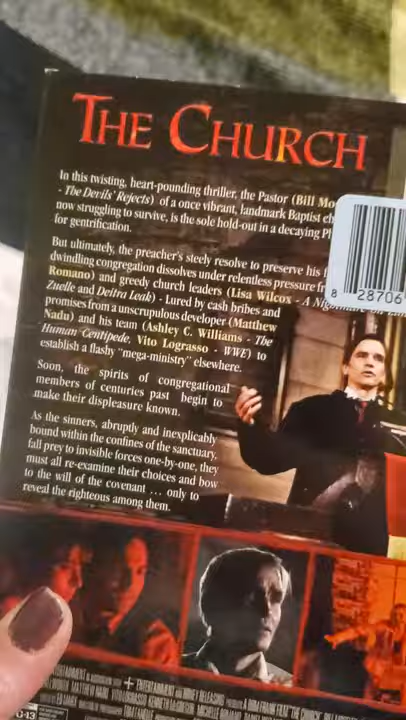 THE CHURCH
In this twisting, heart-pounding thriller, the Pastor (Bill Mo
- The Devils' Rejects) of a once vibrant, landmark Baptist ch
now struggling to survive, is the sole hold-out in a decaying Ph
for gentrification.
But ultimately, the preacher's steely resolve to preserve his f
dwindling congregation dissolves under relentless pressure fr
Romano) and greedy church leaders (Lisa Wilcox - A Nightmare on Elm
Zuelle and Deitra Leak) - Lured by cash bribes and
promises from a unscrupulous developer (Matthew
Nadu) and his team (Ashley C. Williams - The
Human Centipede, Vito Lograsso - WWE) to
establish a flashy "mega-ministry" elsewhere.
Soon, the spirits of congregational
members of centuries past begin to
make their displeasure known.
As the sinners, abruptly and inexplicably
bound within the confines of the sanctuary,
fall prey to invisible forces one-by-one, they
must all re-examine their choices and bow
to the will of the covenant ... only to
reveal the righteous among them.
8 28706